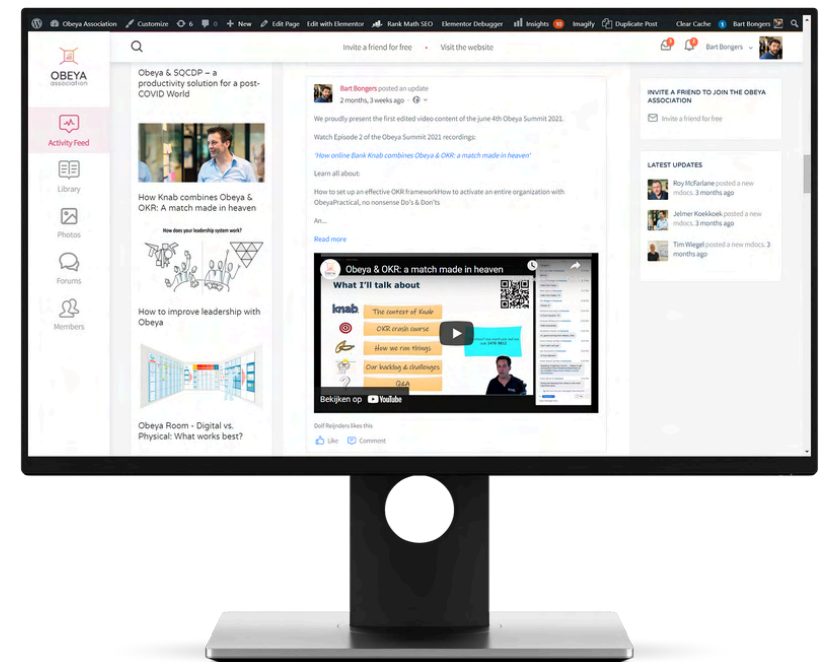 Obeya Association Customize 6 0 New Edit Page Edit with Elementor Rank Math SEO Elementor Debugger Insights Imagify Duplicate Post Clear Cache 1 Bart Bongers
OBEYA
association
Invite a friend for free • Visit the website
Bart Bongers
Activity Feed
Library
Photos
Forums
Members
Obeya & SQCDP – a
productivity solution for a post-
COVID World
How Knab combines Obeya &
OKR: A match made in heaven
How does your leadership system work?
How to improve leadership with
Obeya
Obeya Room - Digital vs.
Physical: What works best?
Bart Bongers posted an update
2 months, 3 weeks ago
We proudly present the first edited video content of the june 4th Obeya Summit 2021.
Watch Episode 2 of the Obeya Summit 2021 recordings:
'How online Bank Knab combines Obeya & OKR: a match made in heaven'
Learn all about:
How to set up an effective OKR frameworkHow to activate an entire organization with
ObeyaPractical, no nonsense Do's & Don'ts
An...
Read more
Obeya & OKR: a match made in heaven
What I'll talk about
knab
The context of Knab
OKR crash course
How we run things
Our backlog & challenges
Q&A
Bekijken op YouTube
Dolf Reijnders likes this
Like Comment
INVITE A FRIEND TO JOIN THE OBEYA
ASSOCIATION
Invite a friend for free
LATEST UPDATES
Roy McFarlane posted a new
mdocs. 3 months ago
Jelmer Koekkoek posted a new
mdocs. 3 months ago
Tim Wiegel posted a new mdocs. 3
months ago